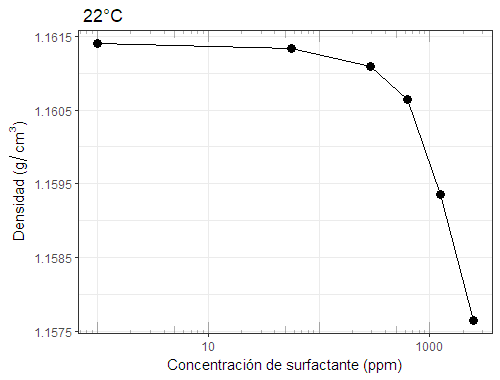 22°C
Densidad (g/ cm³)
1.1615
1.1605
1.1595
1.1585
1.1575
10
1000
Concentración de surfactante (ppm)